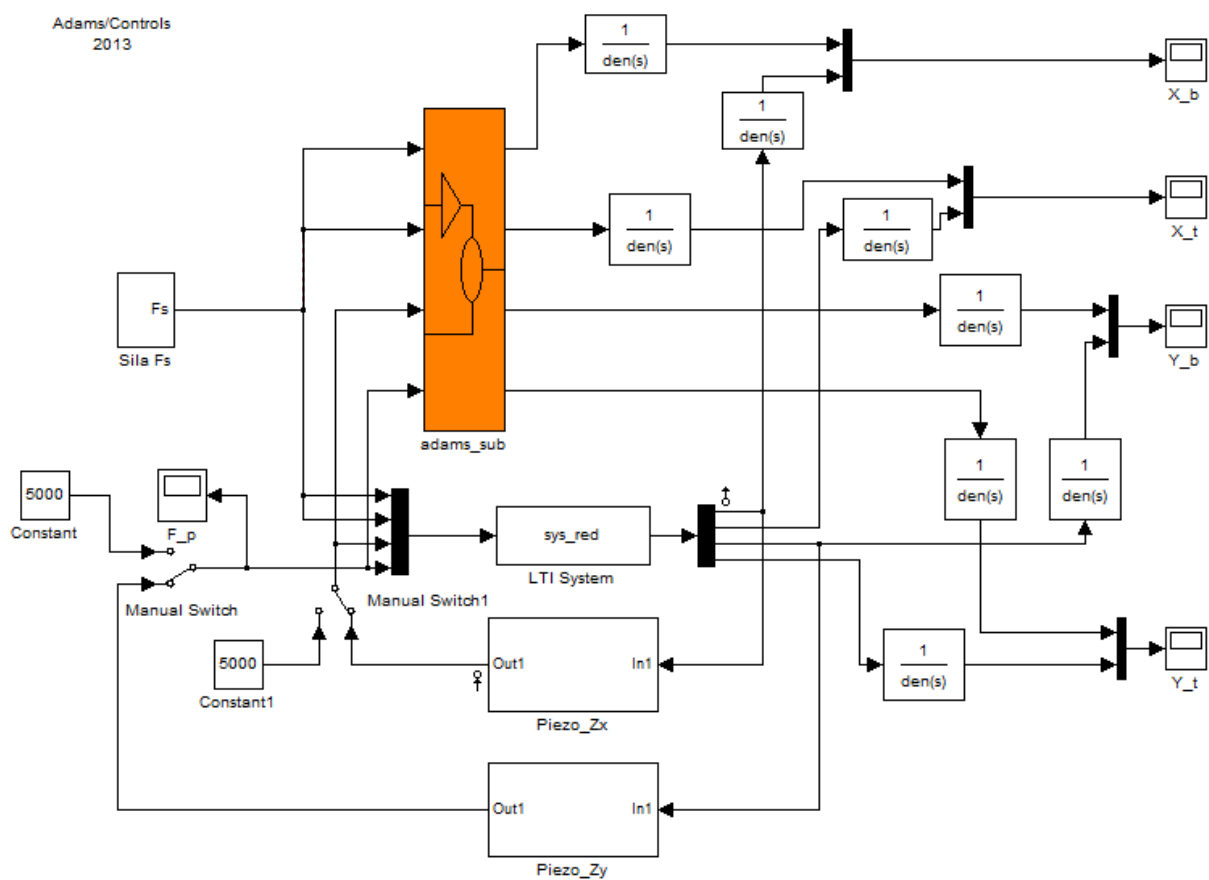 Adams/Controls
2013
1
den(s)
X_b
1
den(s)
1
den(s)
1
den(s)
X_t
Fs
Sila Fs
1
den(s)
Y_b
adams_sub
1
den(s)
1
den(s)
5000
Constant
F_p
sys_red
LTI System
Manual Switch
Manual Switch1
5000
Constant1
Out1
In1
Piezo_Zx
1
den(s)
Y_t
Out1
In1
Piezo_Zy